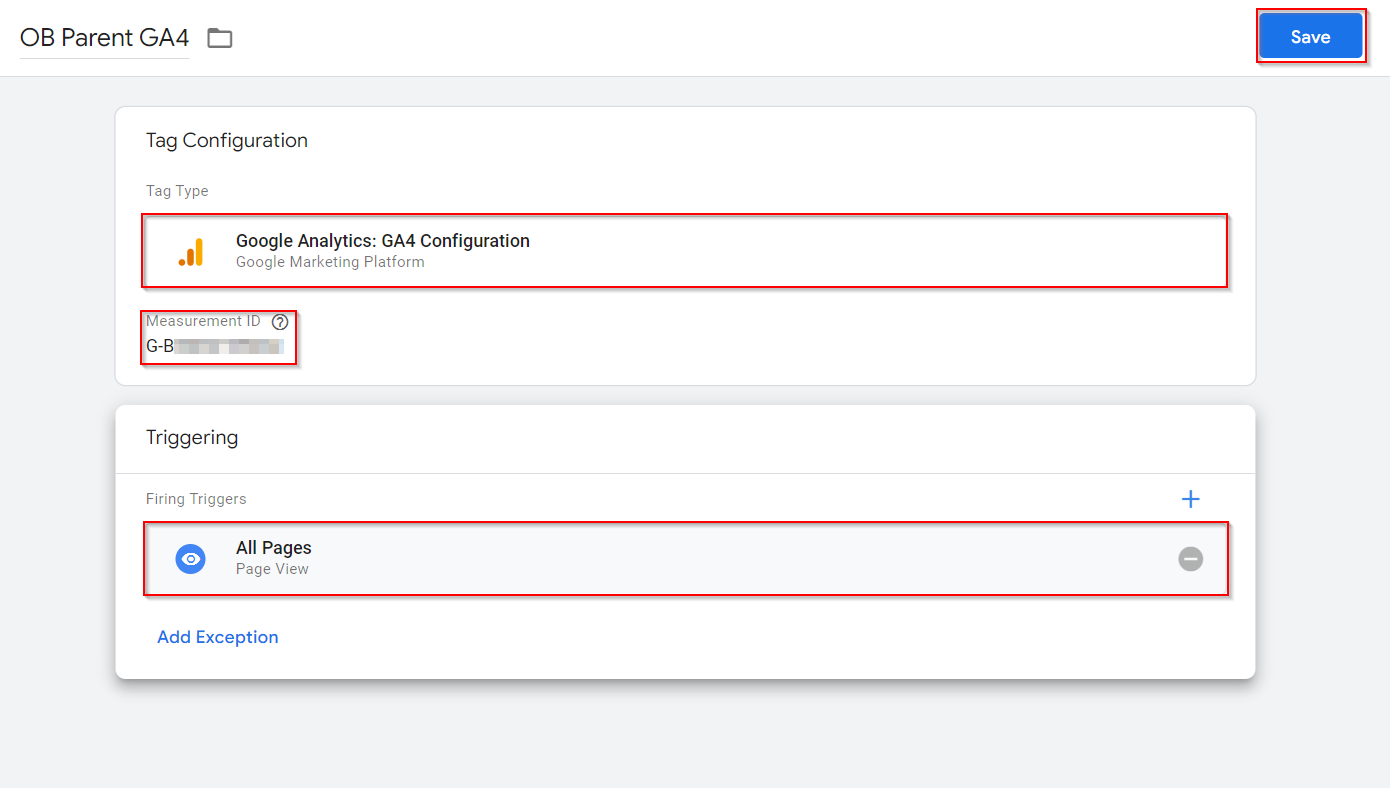 OB Parent GA4
Save
Tag Configuration
Tag Type
Google Analytics: GA4 Configuration
Google Marketing Platform
Measurement ID
G-B
Triggering
Firing Triggers
All Pages
Page View
Add Exception